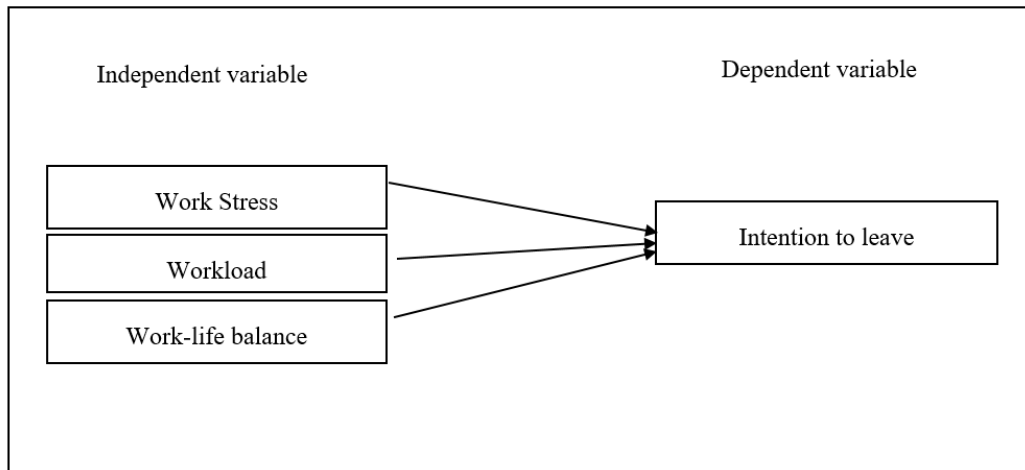 Independent variable
Dependent variable
Work Stress
Workload
Work-life balance
Intention to leave